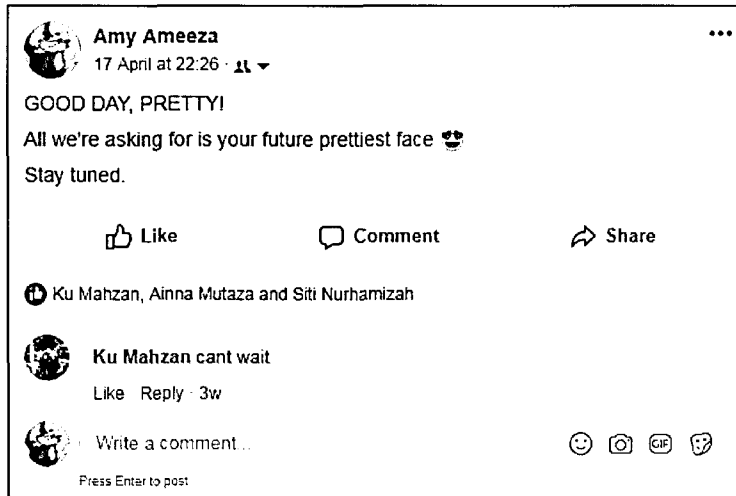 Amy Ameeza
17 April at 22:26 ·
GOOD DAY, PRETTY!
All we're asking for is your future prettiest face 😍
Stay tuned.
Like Comment Share
Ku Mahzan, Ainna Mutaza and Siti Nurhamizah
Ku Mahzan cant wait
Like Reply · 3w
Write a comment...
GIF
Press Enter to post